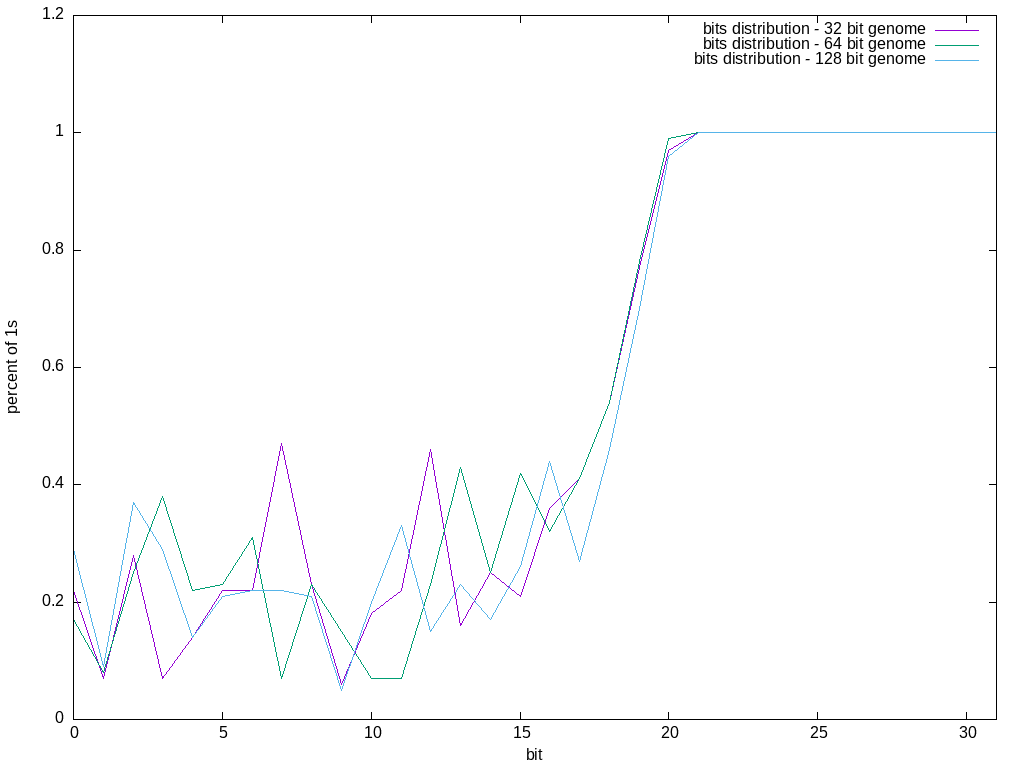 1.2
1
0.8
0.6
0.4
0.2
0
percent of 1s
bits distribution - 32 bit genome
bits distribution - 64 bit genome
bits distribution - 128 bit genome
0 5 10 15 20 25 30
bit